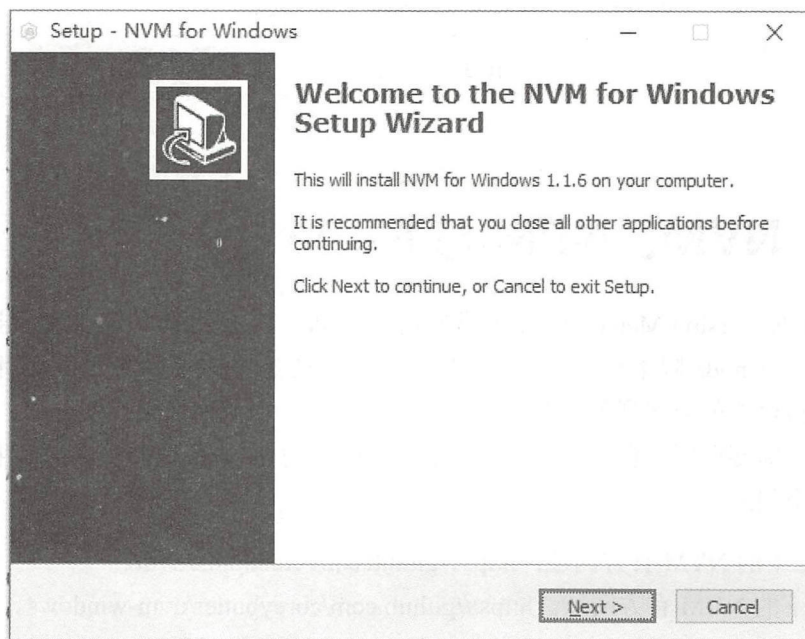 Setup - NVM for Windows
Welcome to the NVM for Windows
Setup Wizard
This will install NVM for Windows 1.1.6 on your computer.
It is recommended that you close all other applications before
continuing.
Click Next to continue, or Cancel to exit Setup.
Next >
Cancel